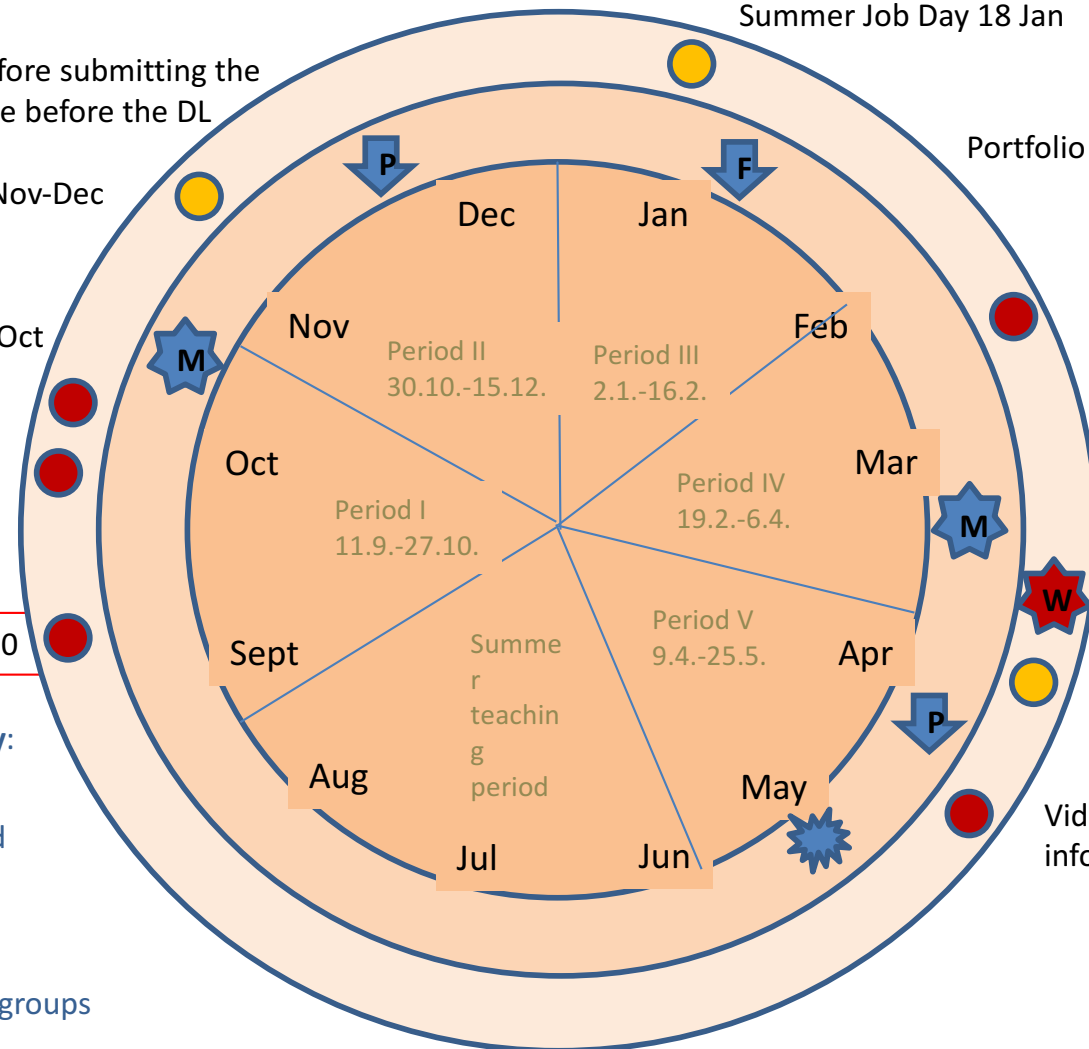 Summer Job Day 18 Jan
fore submitting the
e before the DL
Portfolio
P
F
Nov-Dec
Dec
Jan
Oct
Nov
Feb
M
Period II
30.10.-15.12.
Period III
2.1.-16.2.
Oct
Mar
Period I
11.9.-27.10.
Period IV
19.2.-6.4.
M
W
0
Sept
Summe
r
teachin
g
period
Period V
9.4.-25.5.
Apr
P
y:
Aug
May
d
Vid
info
Jul
Jun
groups